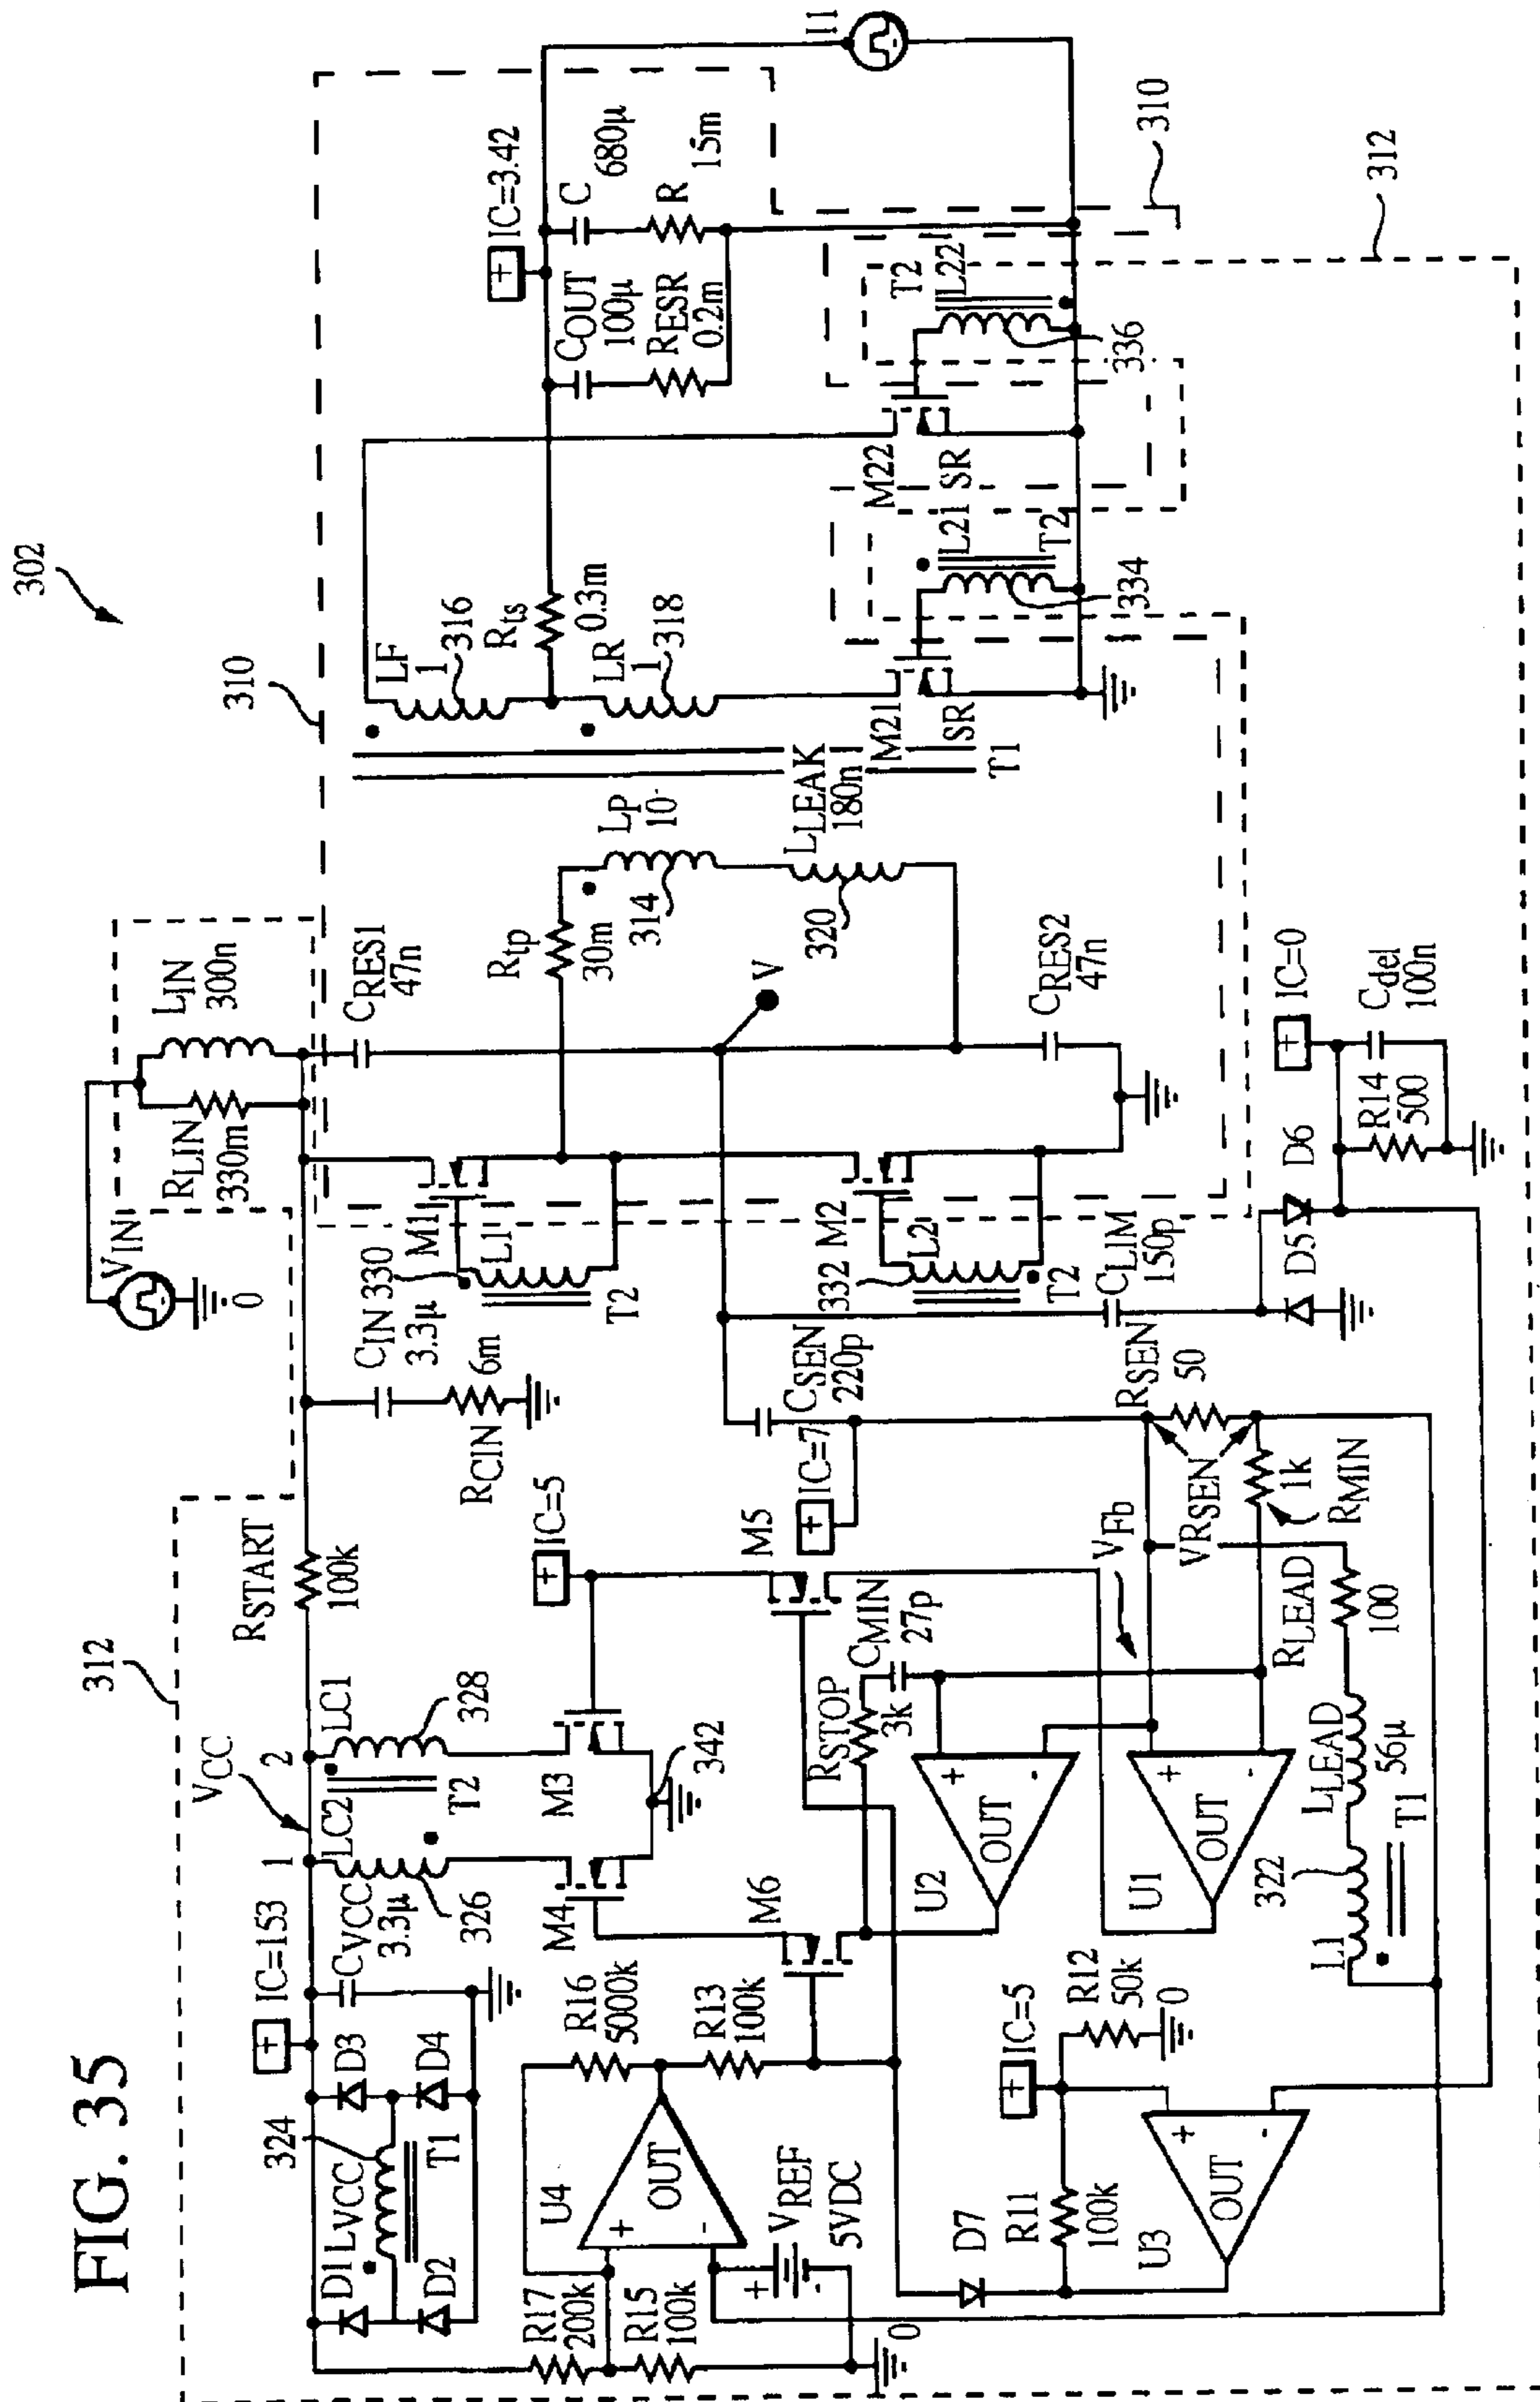 FIG. 35
302
312
VCC
RSTART
100k
VIN
0
RLIN
330m
LIN
300n
310
IC=153
324
D1
LVCC
D3
D2
T1
D4
CVCC
3.3μ
326
1
2
LC2
LC1
328
T2
M4
M3
342
IC=5
RCIN
6m
CIN
3.3μ
330
M1
L1
T2
CRES1
47n
Rtp
30m
LP
10
314
LLEAK
180n
320
V
CRES2
47n
M2
L2
332
T2
T1
LF
1
316
LR
1
318
Rts
0.3m
IC=3.42
COUT
100μ
RESR
0.2m
C
680μ
R
15m
I1
M21
SR
L21
T2
334
M22
SR
T2
L22
336
310
312
R17
200k
R15
100k
U4
+
-
OUT
R16
5000k
R13
100k
VREF
5VDC
+
-
0
M6
M5
IC=7
CSEN
220p
CLIM
150p
RSTOP
3k
CMIN
27p
VFb
U2
+
-
OUT
U1
+
-
OUT
RSEN
50
VRSEN
1k
RMIN
RLEAD
100
LLEAD
56μ
322
L1
T1
D7
R11
100k
IC=5
R12
50k
0
U3
+
-
OUT
D5
D6
R14
500
IC=0
Cdel
100n